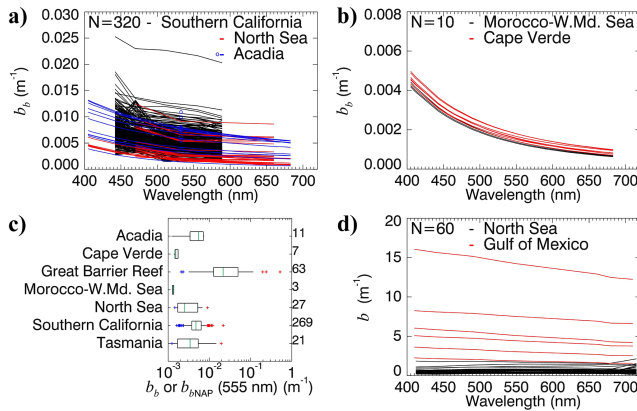 a)
N=320 - Southern California
- North Sea
- Acadia
0.030
0.025
0.020
0.015
0.010
0.005
0.000
b_b (m⁻¹)
400 450 500 550 600 650 700
Wavelength (nm)
b)
N=10 - Morocco-W.Md. Sea
- Cape Verde
0.008
0.006
0.004
0.002
0.000
b_b (m⁻¹)
400 450 500 550 600 650 700
Wavelength (nm)
c)
Acadia 11
Cape Verde 7
Great Barrier Reef 63
Morocco-W.Md. Sea 3
North Sea 27
Southern California 269
Tasmania 21
10⁻³ 10⁻² 10⁻¹ 1
b_b or b_bNAP (555 nm) (m⁻¹)
d)
N=60 - North Sea
- Gulf of Mexico
20
15
10
5
0
b (m⁻¹)
400 450 500 550 600 650 700
Wavelength (nm)